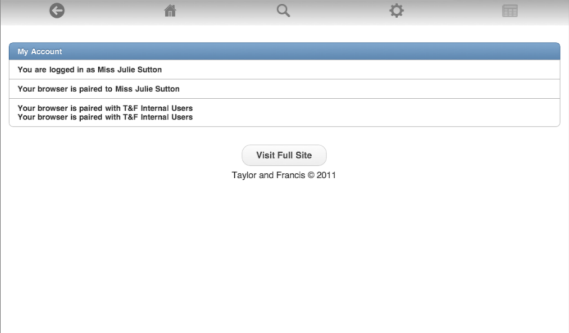 My Account
You are logged in as Miss Julie Sutton
Your browser is paired to Miss Julie Sutton
Your browser is paired with T&F Internal Users
Your browser is paired with T&F Internal Users
Visit Full Site
Taylor and Francis © 2011